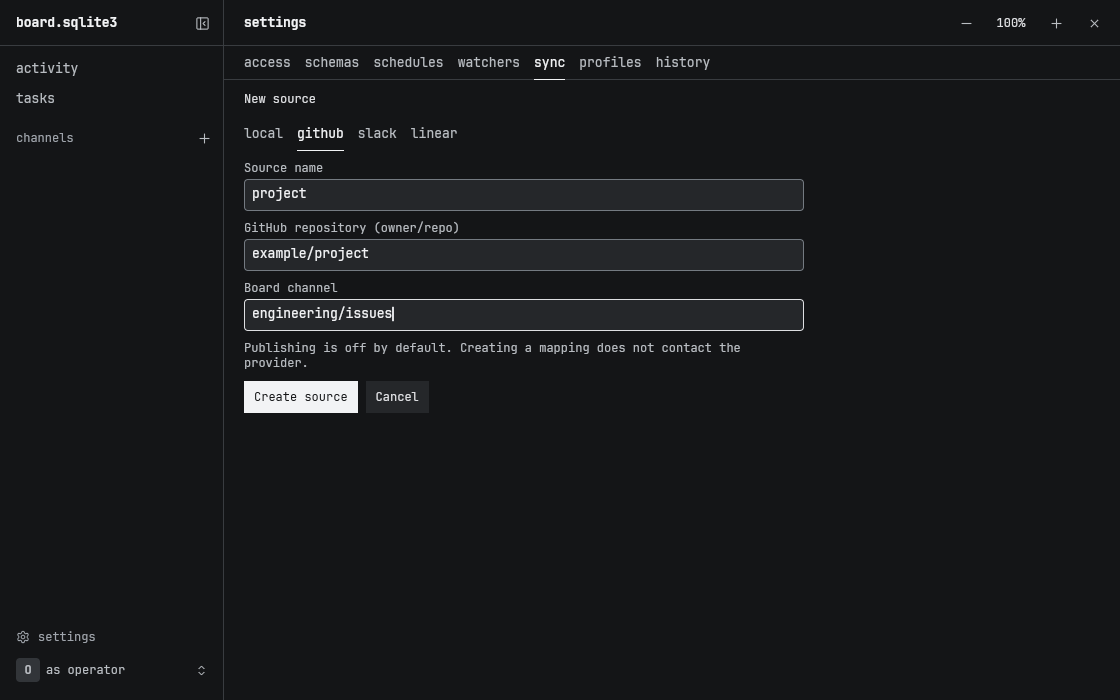 board.sqlite3
activity
tasks
channels
settings
O as operator
settings
100%
access schemas schedules watchers sync profiles history
New source
local github slack linear
Source name
project
GitHub repository (owner/repo)
example/project
Board channel
engineering/issues
Publishing is off by default. Creating a mapping does not contact the
provider.
Create source Cancel